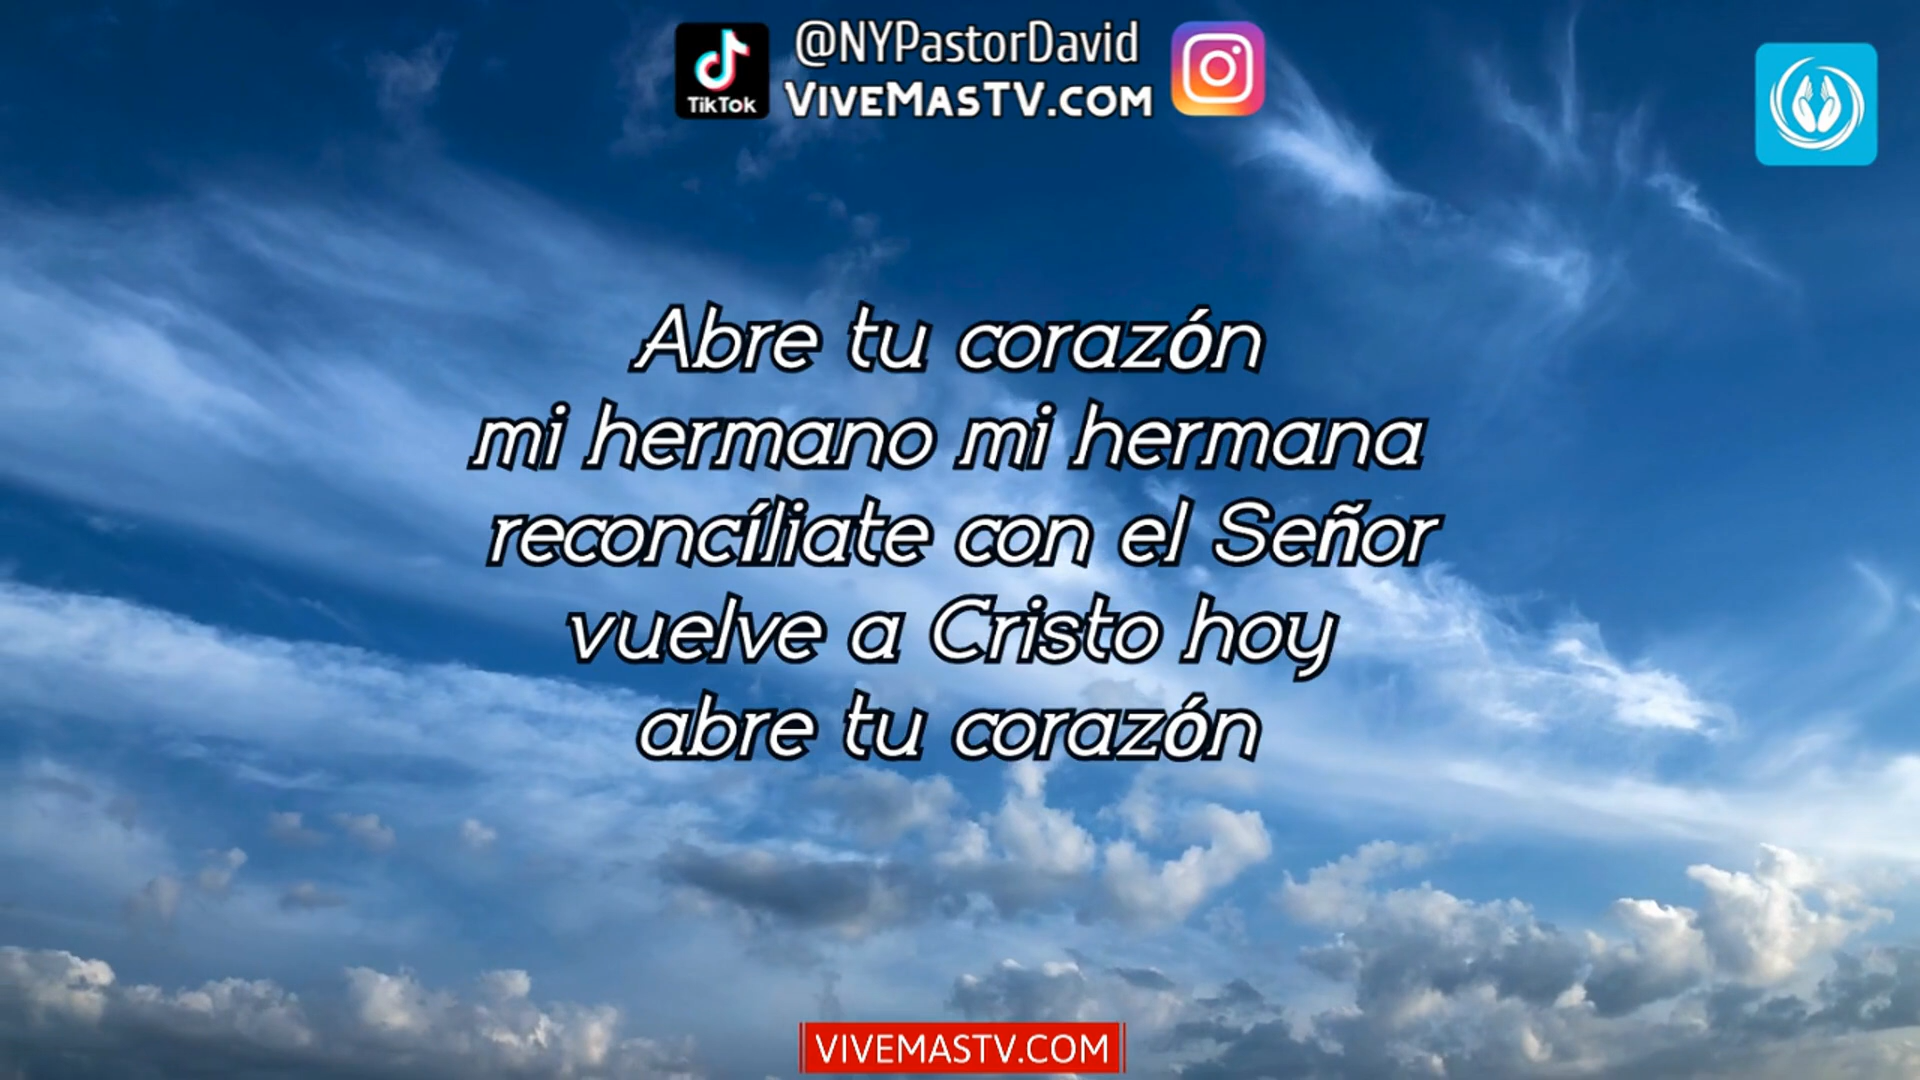 TikTok
@NYPastorDavid
ViveMasTV.com
Abre tu corazón
mi hermano mi hermana
reconcíliate con el Señor
vuelve a Cristo hoy
abre tu corazón
VIVEMASTV.COM